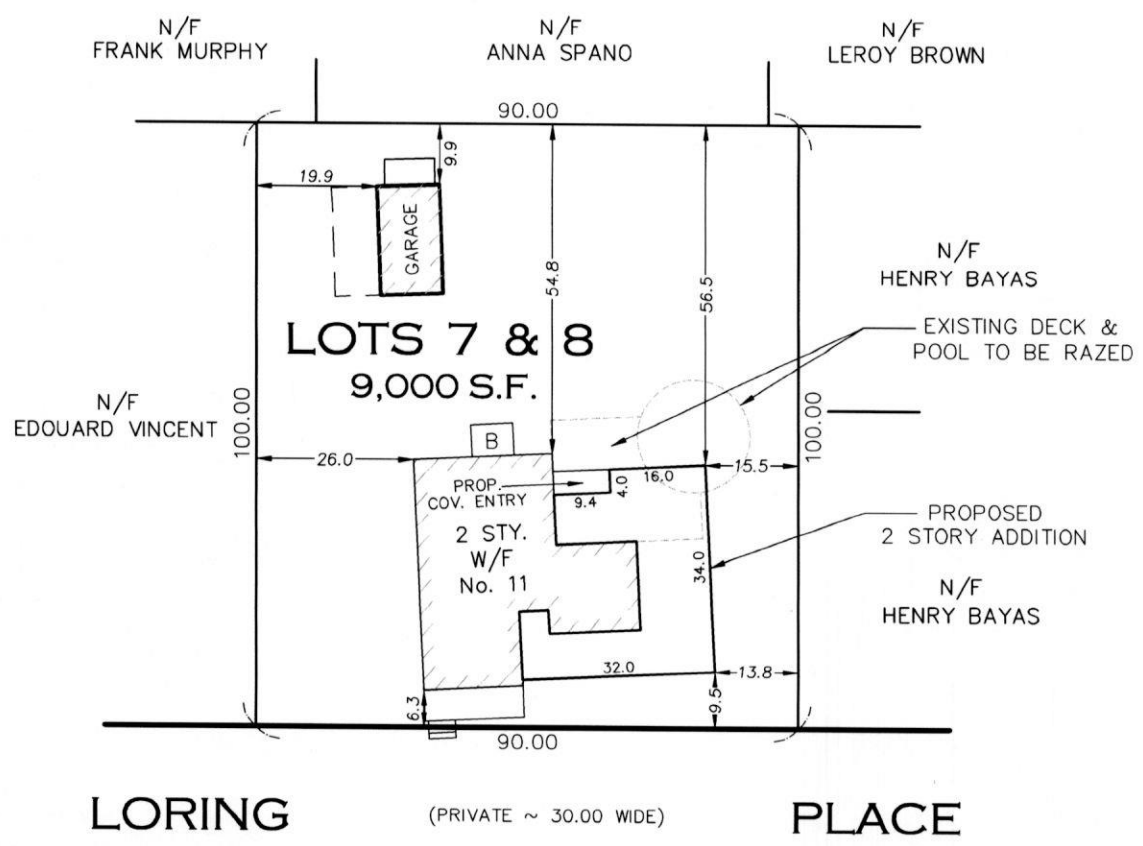 N/F
FRANK MURPHY
N/F
ANNA SPANO
N/F
LEROY BROWN
90.00
9.9
19.9
GARAGE
54.8
56.5
N/F
HENRY BAYAS
EXISTING DECK &
POOL TO BE RAZED
LOTS 7 & 8
9,000 S.F.
N/F
EDOUARD VINCENT
100.00
100.00
B
26.0
15.5
PROP.
COV. ENTRY
9.4
4.0
16.0
2 STY.
W/F
No. 11
34.0
PROPOSED
2 STORY ADDITION
N/F
HENRY BAYAS
32.0
13.8
6.3
9.5
90.00
LORING
(PRIVATE ~ 30.00 WIDE)
PLACE